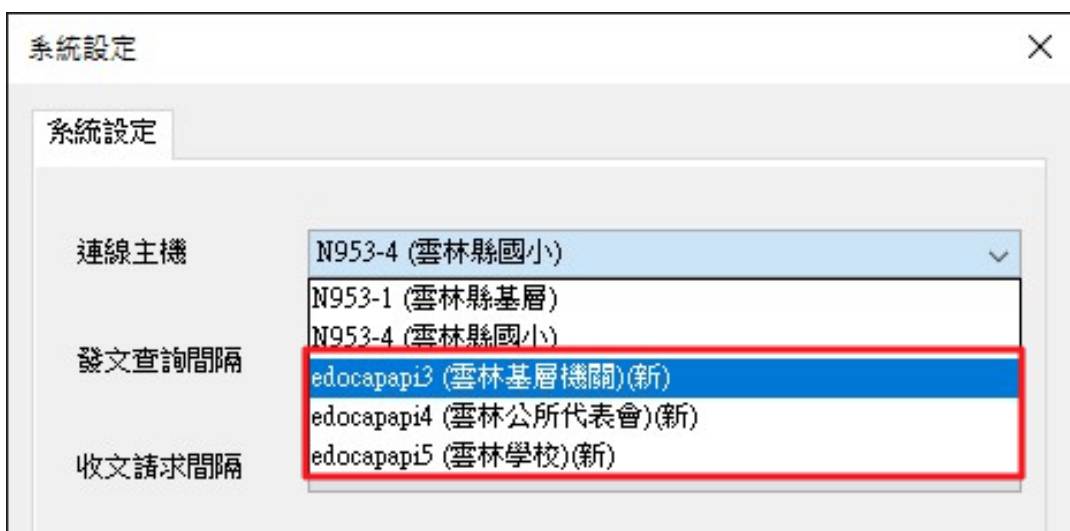 系統設定
系統設定
連線主機
N953-4 (雲林縣國小)
N953-1 (雲林縣基層)
N953-4 (雲林縣國小)
發文查詢間隔
edocapapi3 (雲林基層機關)(新)
edocapapi4 (雲林公所代表會)(新)
edocapapi5 (雲林學校)(新)
收文請求間隔